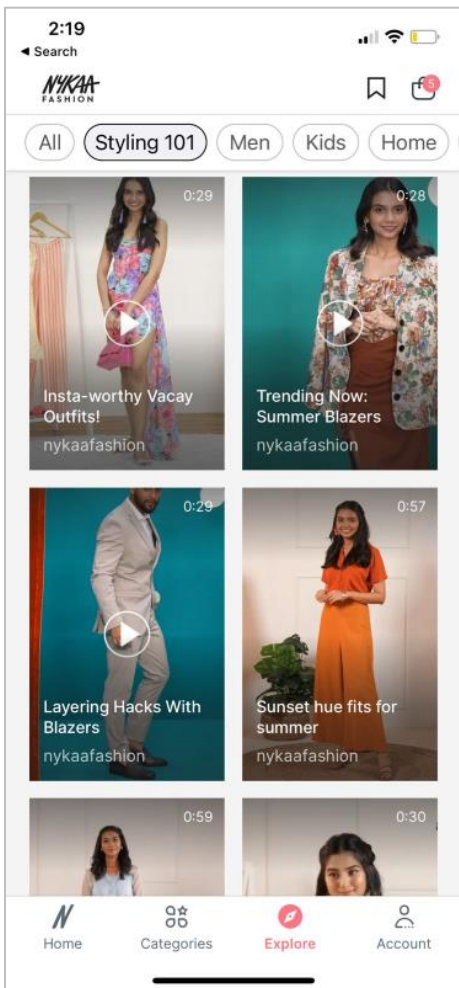 2:19
◄ Search
NYKAA
FASHION
5
All
Styling 101
Men
Kids
Home
0:29
0:28
Insta-worthy Vacay
Outfits!
nykaafashion
Trending Now:
Summer Blazers
nykaafashion
0:29
0:57
Layering Hacks With
Blazers
nykaafashion
Sunset hue fits for
summer
nykaafashion
0:59
0:30
N
Home
Categories
Explore
Account